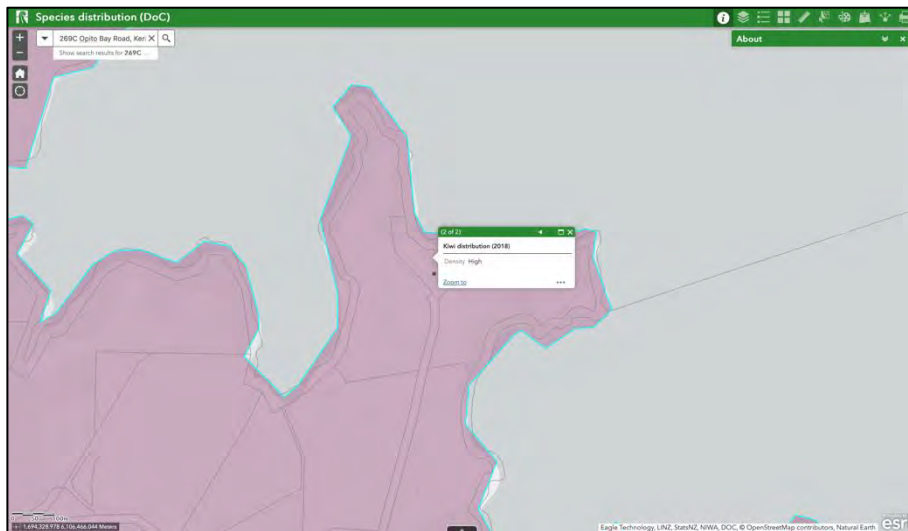 Species distribution (DoC)
269C Opito Bay Road, Keri
Show search results for 269C ...
About
(2 of 2)
Kiwi distribution (2018)
Density High
Zoom to
1,694,328.978 6,106,466.044 Meters
Eagle Technology, LINZ, StatsNZ, NIWA, DOC, © OpenStreetMap contributors, Natural Earth
esri